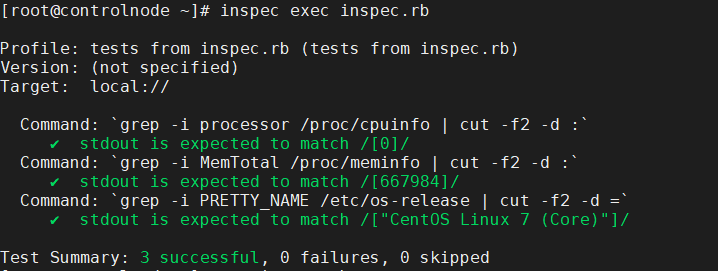 [root@controlnode ~]# inspec exec inspec.rb
Profile: tests from inspec.rb (tests from inspec.rb)
Version: (not specified)
Target:  local://
Command: `grep -i processor /proc/cpuinfo | cut -f2 -d :`
✔  stdout is expected to match /[0]/
Command: `grep -i MemTotal /proc/meminfo | cut -f2 -d :`
✔  stdout is expected to match /[667984]/
Command: `grep -i PRETTY_NAME /etc/os-release | cut -f2 -d =`
✔  stdout is expected to match /["CentOS Linux 7 (Core)"]/
Test Summary: 3 successful, 0 failures, 0 skipped